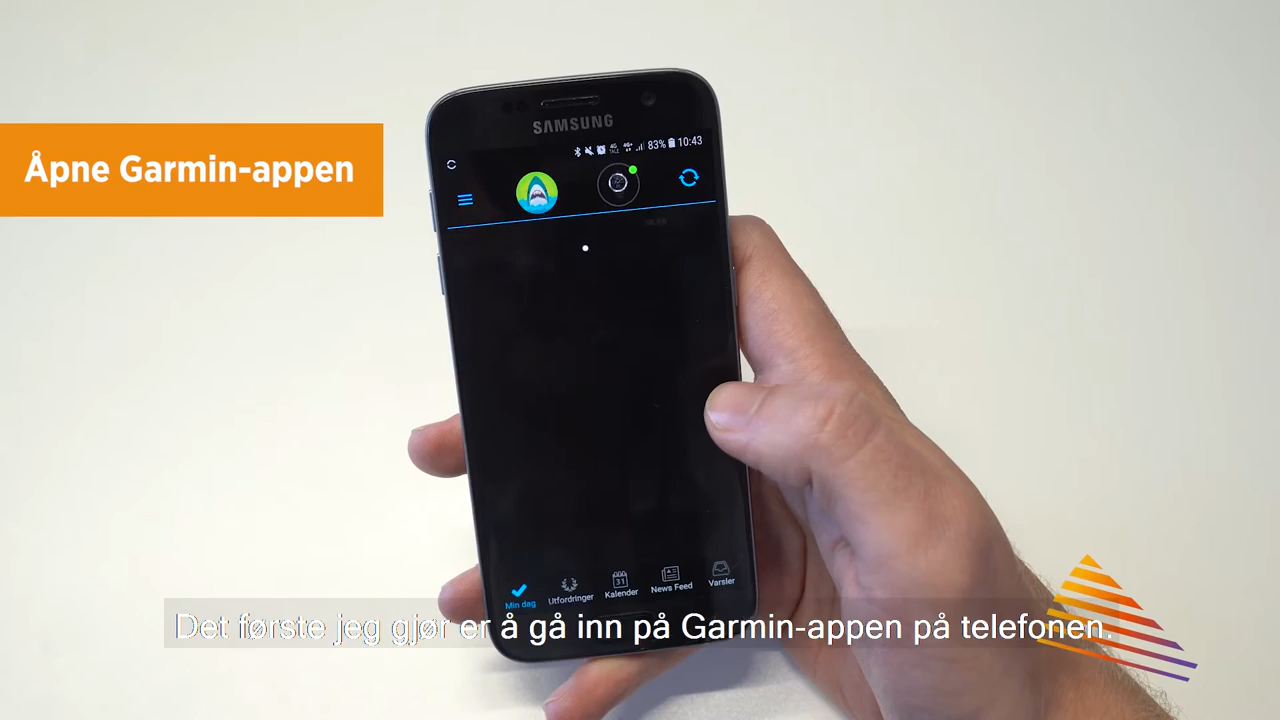 Åpne Garmin-appen
SAMSUNG
83% 10:43
Min dag
Utfordringer
31
Kalender
News Feed
Varsler
Det første jeg gjør er å gå inn på Garmin-appen på telefonen.